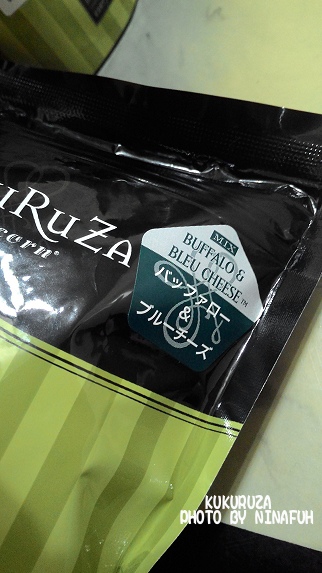 uRuZa
corn®
MIX
BUFFALO &
BLEU CHEESE™
バッファロー
&
ブルーチーズ
KUKURUZA
PHOTO BY NINAFUH